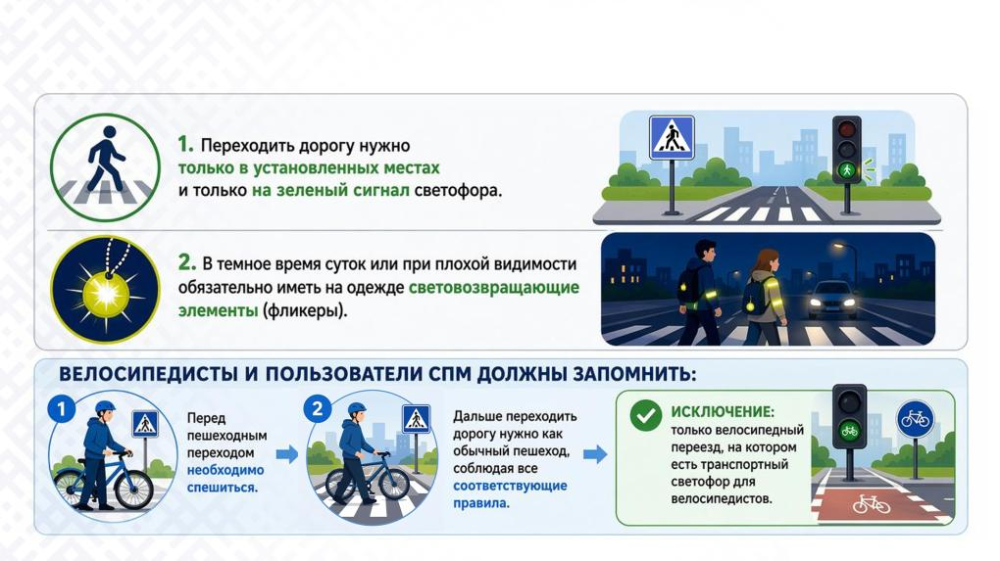 1. Переходить дорогу нужно
только в установленных местах
и только на зеленый сигнал светофора.
2. В темное время суток или при плохой видимости
обязательно иметь на одежде световозвращающие
элементы (фликеры).
ВЕЛОСИПЕДИСТЫ И ПОЛЬЗОВАТЕЛИ СПМ ДОЛЖНЫ ЗАПОМНИТЬ:
1
Перед
пешеходным
переходом
необходимо
спешиться.
2
Дальше переходить
дорогу нужно как
обычный пешеход,
соблюдая все
соответствующие
правила.
ИСКЛЮЧЕНИЕ:
только велосипедный
переезд, на котором
есть транспортный
светофор для
велосипедистов.